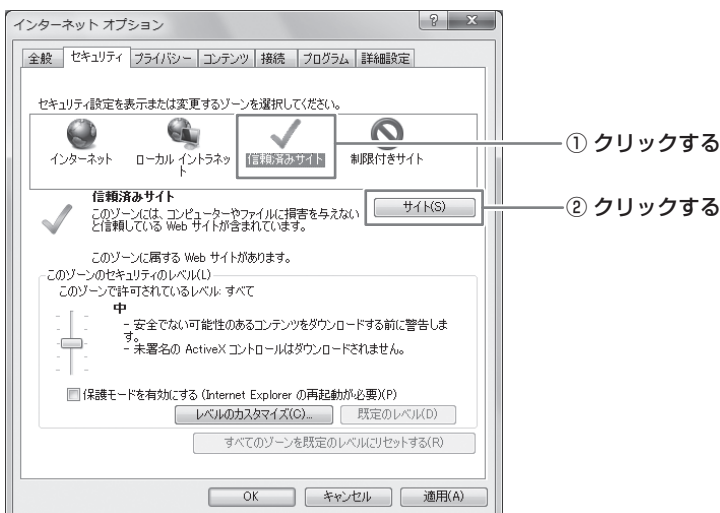 インターネット オプション
全般 セキュリティ プライバシー コンテンツ 接続 プログラム 詳細設定
セキュリティ設定を表示または変更するゾーンを選択してください。
インターネット
ローカル イントラネッ
ト
信頼済みサイト
制限付きサイト
① クリックする
信頼済みサイト
このゾーンには、コンピューターやファイルに損害を与えない
と信頼している Web サイトが含まれています。
サイト(S)
② クリックする
このゾーンに属する Web サイトがあります。
このゾーンのセキュリティのレベル(L)
このゾーンで許可されているレベル: すべて
中
- 安全でない可能性のあるコンテンツをダウンロードする前に警告しま
す。
- 未署名の ActiveX コントロールはダウンロードされません。
保護モードを有効にする (Internet Explorer の再起動が必要)(P)
レベルのカスタマイズ(C)... 既定のレベル(D)
すべてのゾーンを既定のレベルにリセットする(R)
OK キャンセル 適用(A)